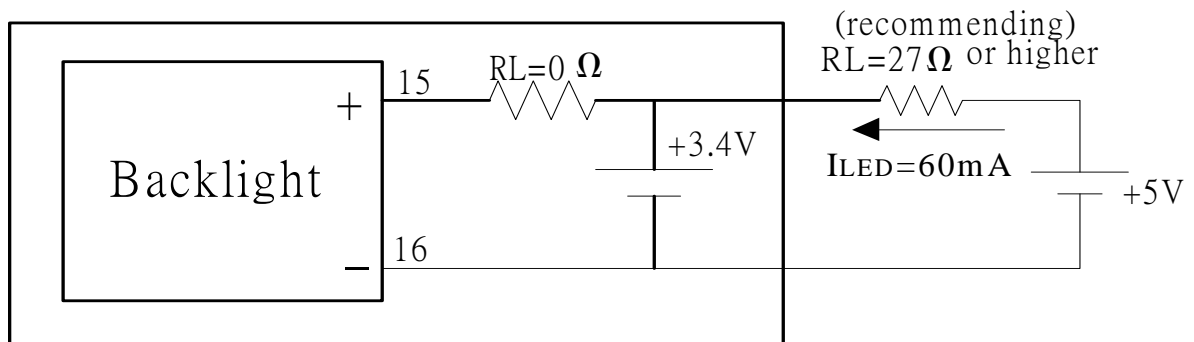 (recommending)
RL=27Ω or higher
RL=0 Ω
15
+
+3.4V
ILED=60mA
Backlight
+5V
16
−